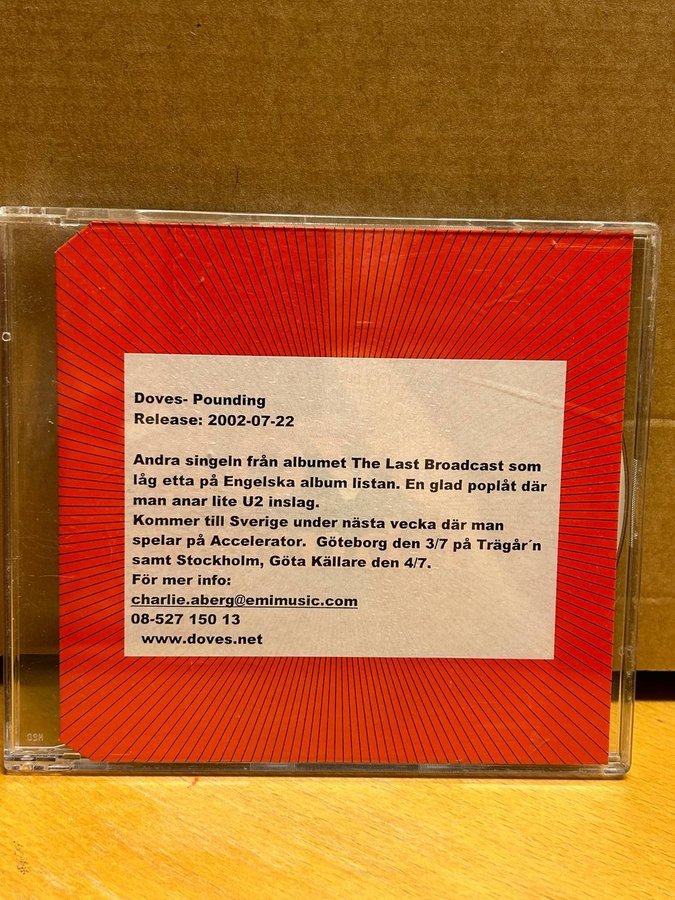 Doves- Pounding
Release: 2002-07-22
Andra singeln från albumet The Last Broadcast som
låg etta på Engelska album listan. En glad poplåt där
man anar lite U2 inslag.
Kommer till Sverige under nästa vecka där man
spelar på Accelerator. Göteborg den 3/7 på Trägår´n
samt Stockholm, Göta Källare den 4/7.
För mer info:
charlie.aberg@emimusic.com
08-527 150 13
www.doves.net